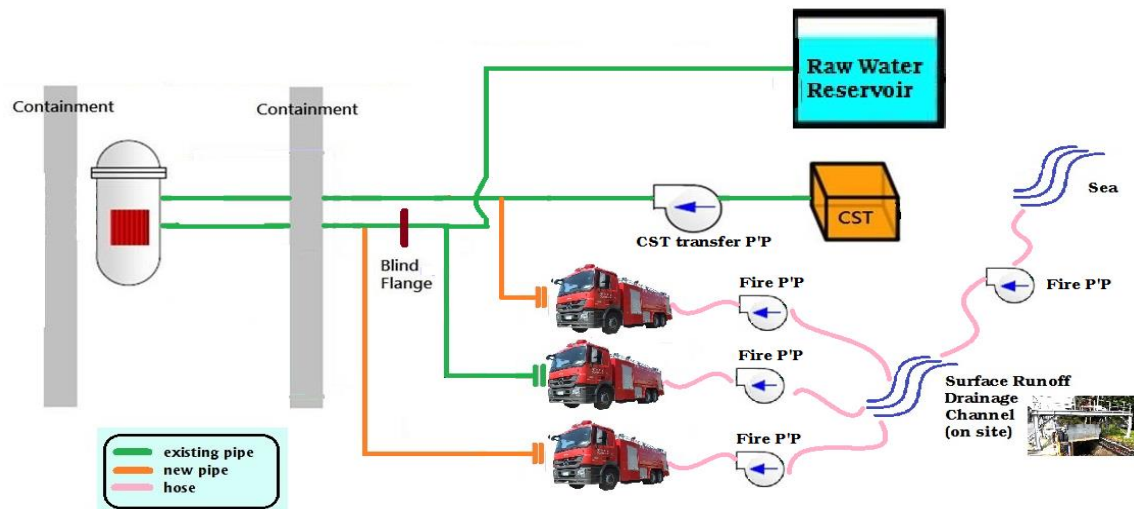 Raw Water
Reservoir
Containment
Containment
Sea
CST
CST transfer P'P
Blind
Flange
Fire P'P
Fire P'P
Fire P'P
Surface Runoff
Drainage
Channel
(on site)
Fire P'P
existing pipe
new pipe
hose